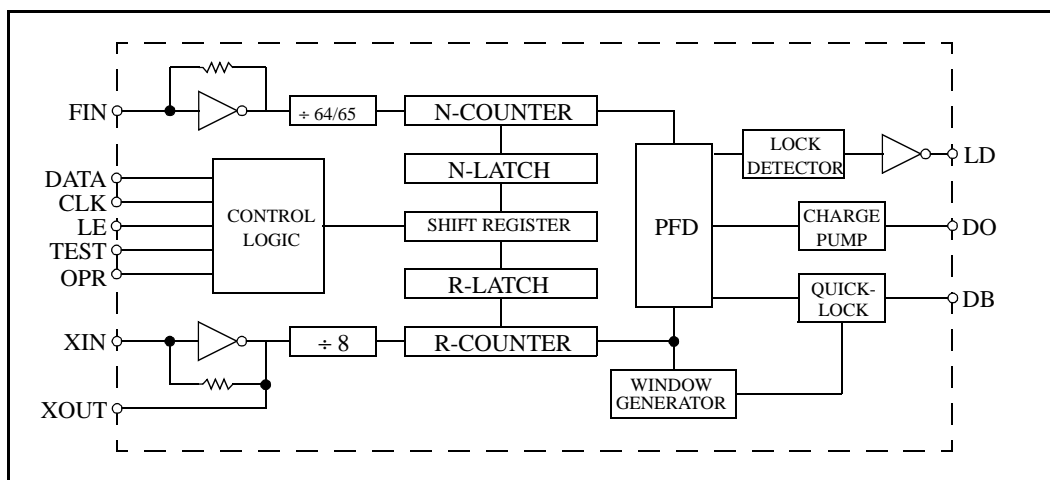 FIN
÷ 64/65
N-COUNTER
LOCK
DETECTOR
LD
DATA
CLK
LE
TEST
OPR
CONTROL
LOGIC
N-LATCH
SHIFT REGISTER
R-LATCH
PFD
CHARGE
PUMP
DO
QUICK-
LOCK
DB
XIN
÷ 8
R-COUNTER
XOUT
WINDOW
GENERATOR